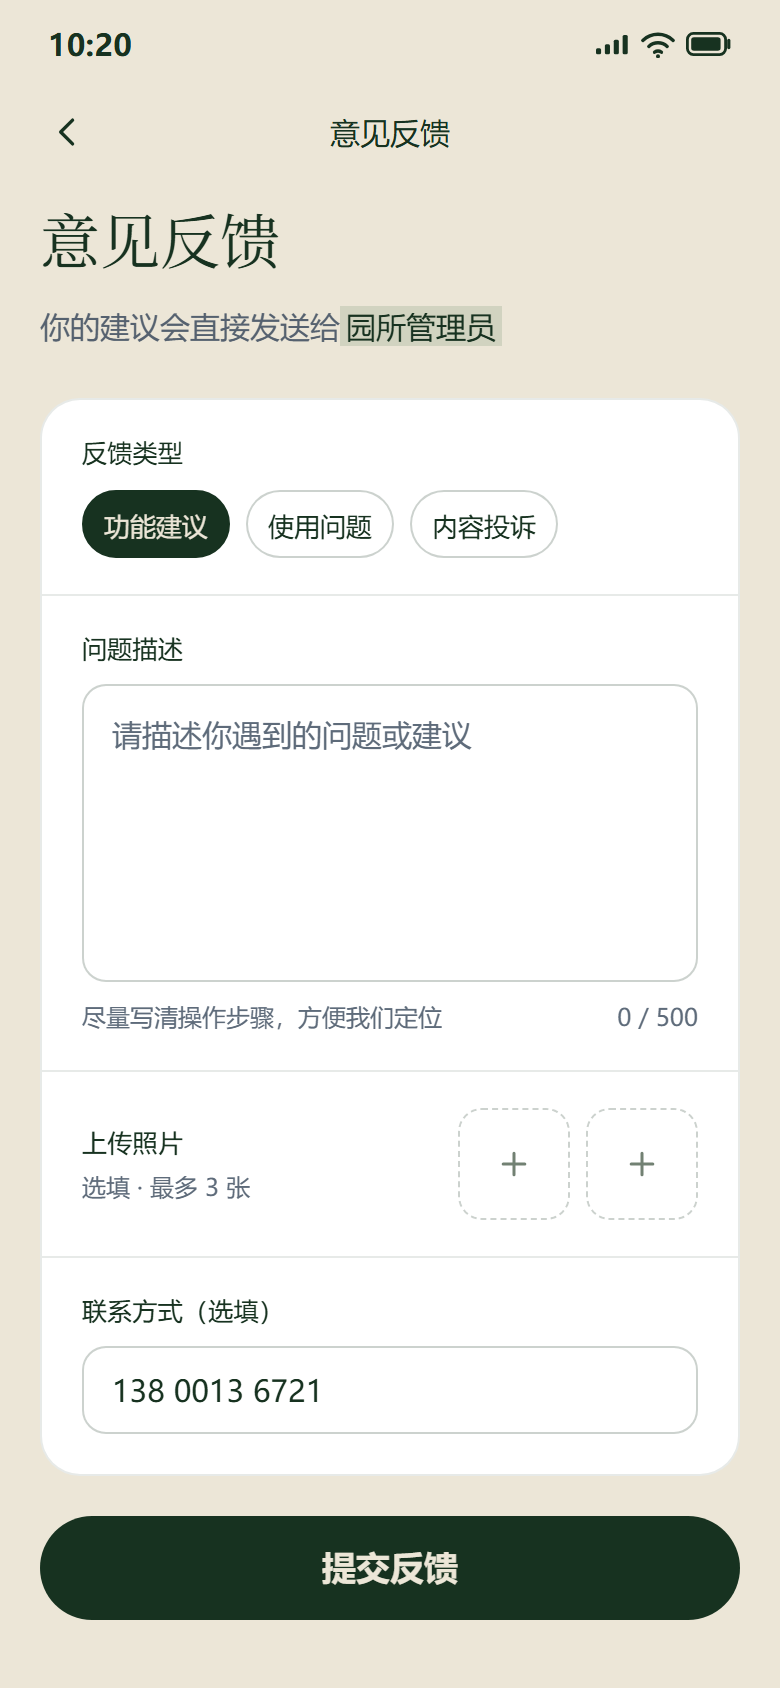 10:20
意见反馈
意见反馈
你的建议会直接发送给 园所管理员
反馈类型
功能建议 使用问题 内容投诉
问题描述
请描述你遇到的问题或建议
尽量写清操作步骤，方便我们定位 0 / 500
上传照片
选填 · 最多 3 张
联系方式（选填）
138 0013 6721
提交反馈